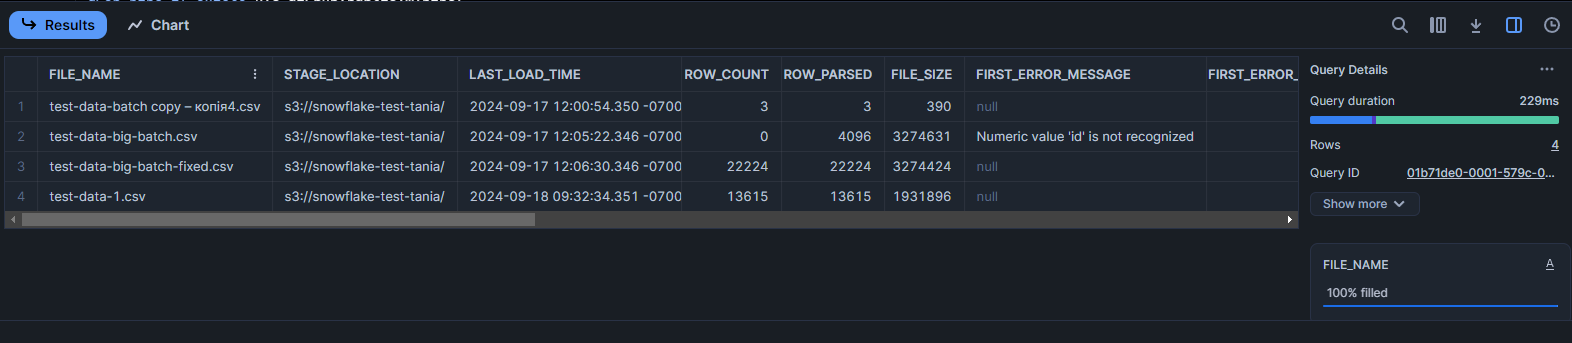 Results
Chart
FILE_NAME STAGE_LOCATION LAST_LOAD_TIME ROW_COUNT ROW_PARSED FILE_SIZE FIRST_ERROR_MESSAGE FIRST_ERROR_
1 test-data-batch copy – копія4.csv s3://snowflake-test-tania/ 2024-09-17 12:00:54.350 -0700 3 3 390 null
2 test-data-big-batch.csv s3://snowflake-test-tania/ 2024-09-17 12:05:22.346 -0700 0 4096 3274631 Numeric value 'id' is not recognized
3 test-data-big-batch-fixed.csv s3://snowflake-test-tania/ 2024-09-17 12:06:30.346 -0700 22224 22224 3274424 null
4 test-data-1.csv s3://snowflake-test-tania/ 2024-09-18 09:32:34.351 -0700 13615 13615 1931896 null
Query Details
Query duration 229ms
Rows 4
Query ID 01b71de0-0001-579c-0...
Show more
FILE_NAME A
100% filled